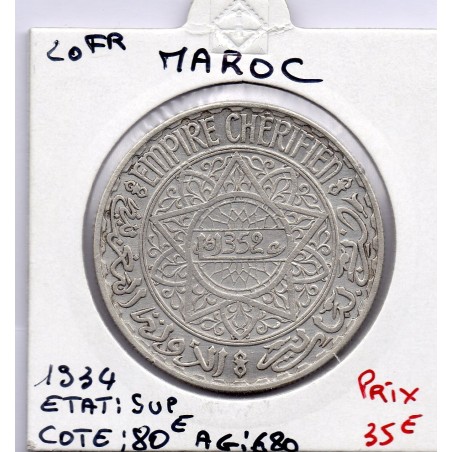 20 FR
MAROC
EMPIRE CHERIFIEN
1352
1934
ETAT: SUP
COTE: 80€ AG: 680
PRIX
35€